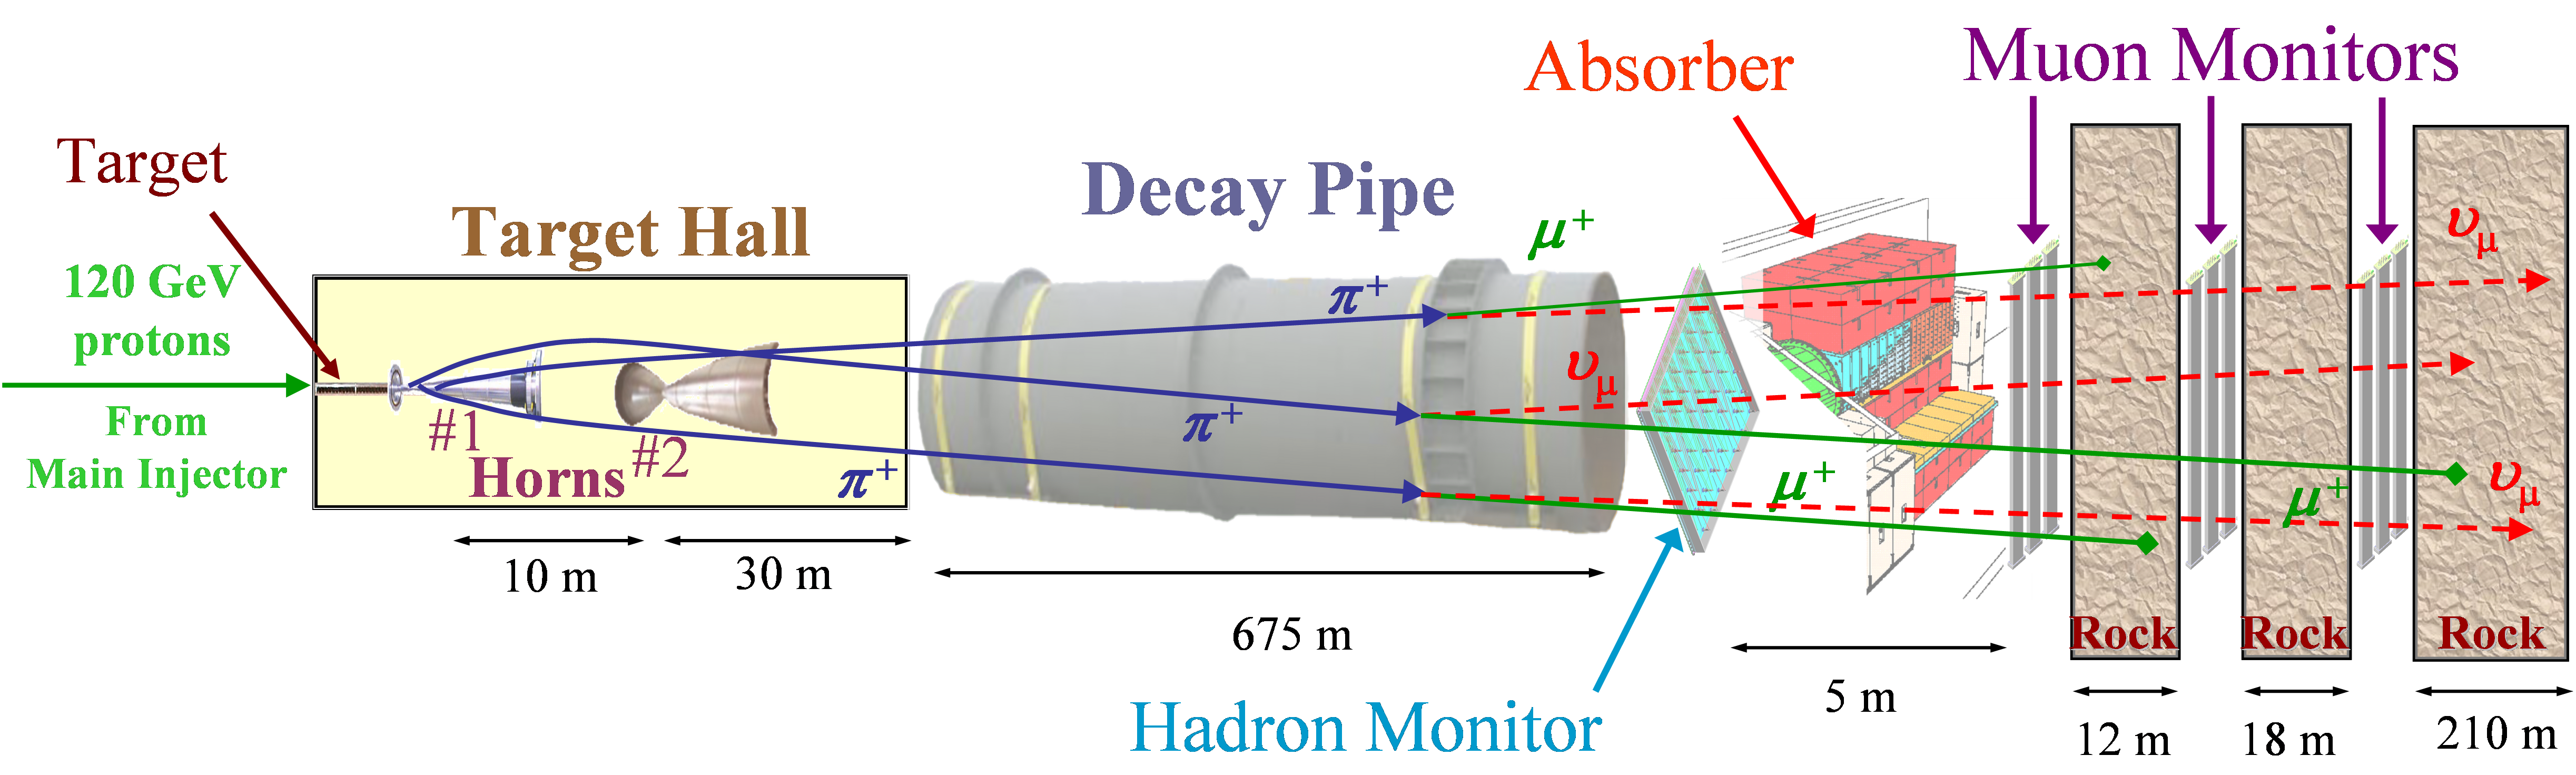 Target
120 GeV
protons
From
Main Injector
Target Hall
#1
#2
Horns
π+
10 m
30 m
Decay Pipe
π+
π+
675 m
μ+
υμ
μ+
Hadron Monitor
Absorber
5 m
Muon Monitors
υμ
υμ
μ+
Rock
Rock
Rock
12 m
18 m
210 m